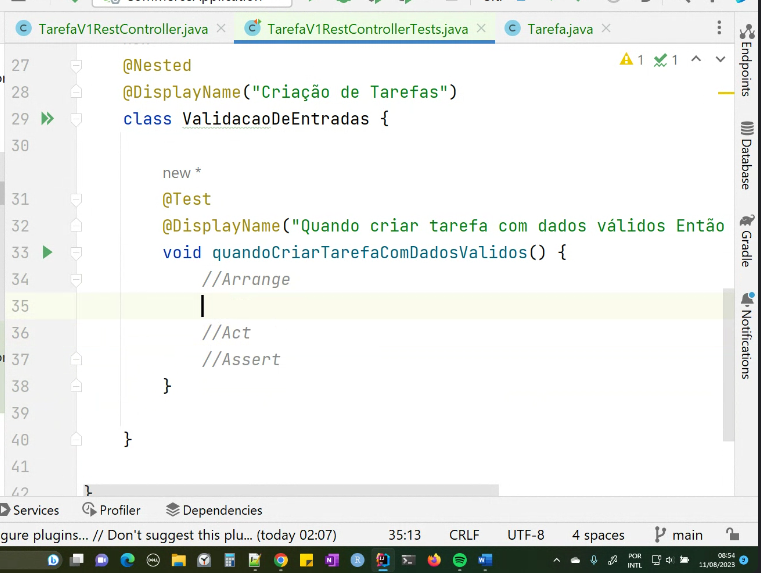 TarefaV1RestController.java
TarefaV1RestControllerTests.java
Tarefa.java
27 @Nested
1
1
28 @DisplayName("Criação de Tarefas")
29 class ValidacaoDeEntradas {
30
new *
31 @Test
32 @DisplayName("Quando criar tarefa com dados válidos Então
33 void quandoCriarTarefaComDadosValidos() {
34 //Arrange
35
36 //Act
37 //Assert
38 }
39
40 }
41
42 }
Endpoints
Database
Gradle
Notifications
Services
Profiler
Dependencies
gure plugins... // Don't suggest this plu... (today 02:07)
35:13
CRLF
UTF-8
4 spaces
main
POR
INTL
08:54
11/08/2023